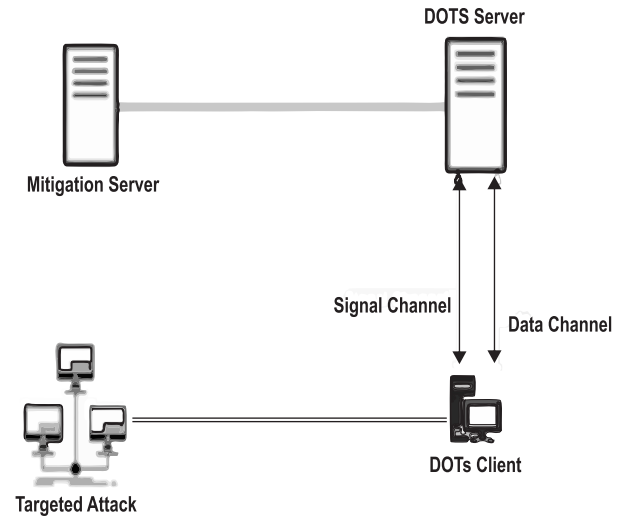 DOTS Server
Mitigation Server
Signal Channel
Data Channel
DOTs Client
Targeted Attack